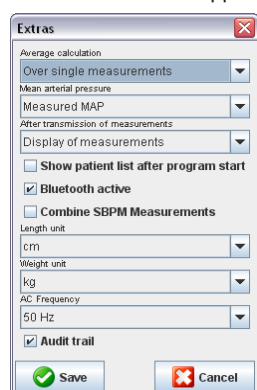 Extras
Average calculation
Over single measurements
Mean arterial pressure
Measured MAP
After transmission of measurements
Display of measurements
Show patient list after program start
Bluetooth active
Combine SBPM Measurements
Length unit
cm
Weight unit
kg
AC Frequency
50 Hz
Audit trail
Save Cancel